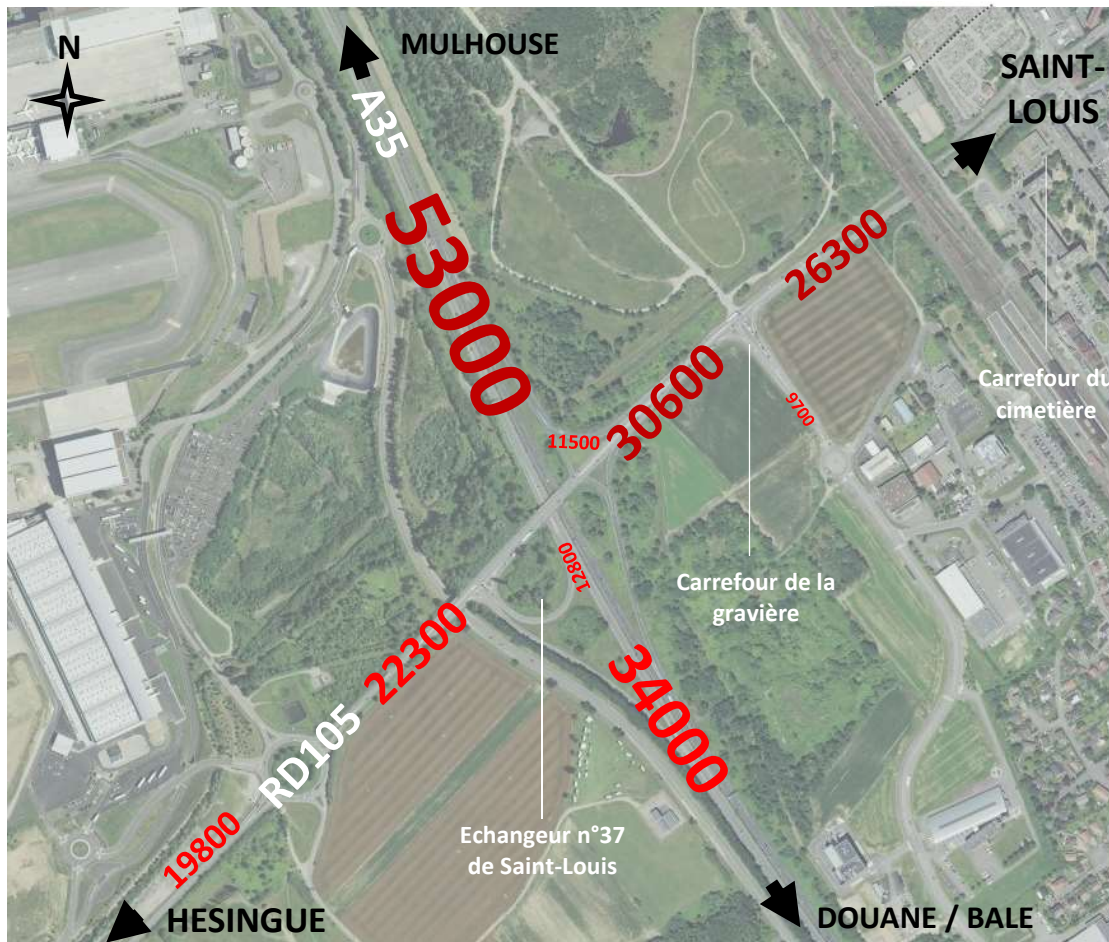 N
MULHOUSE
SAINT-
LOUIS
A35
53000
26300
30600
11500
9700
Carrefour du
cimetière
12800
Carrefour de la
gravière
22300
34000
RD105
19800
Echangeur n°37
de Saint-Louis
HESINGUE
DOUANE / BALE